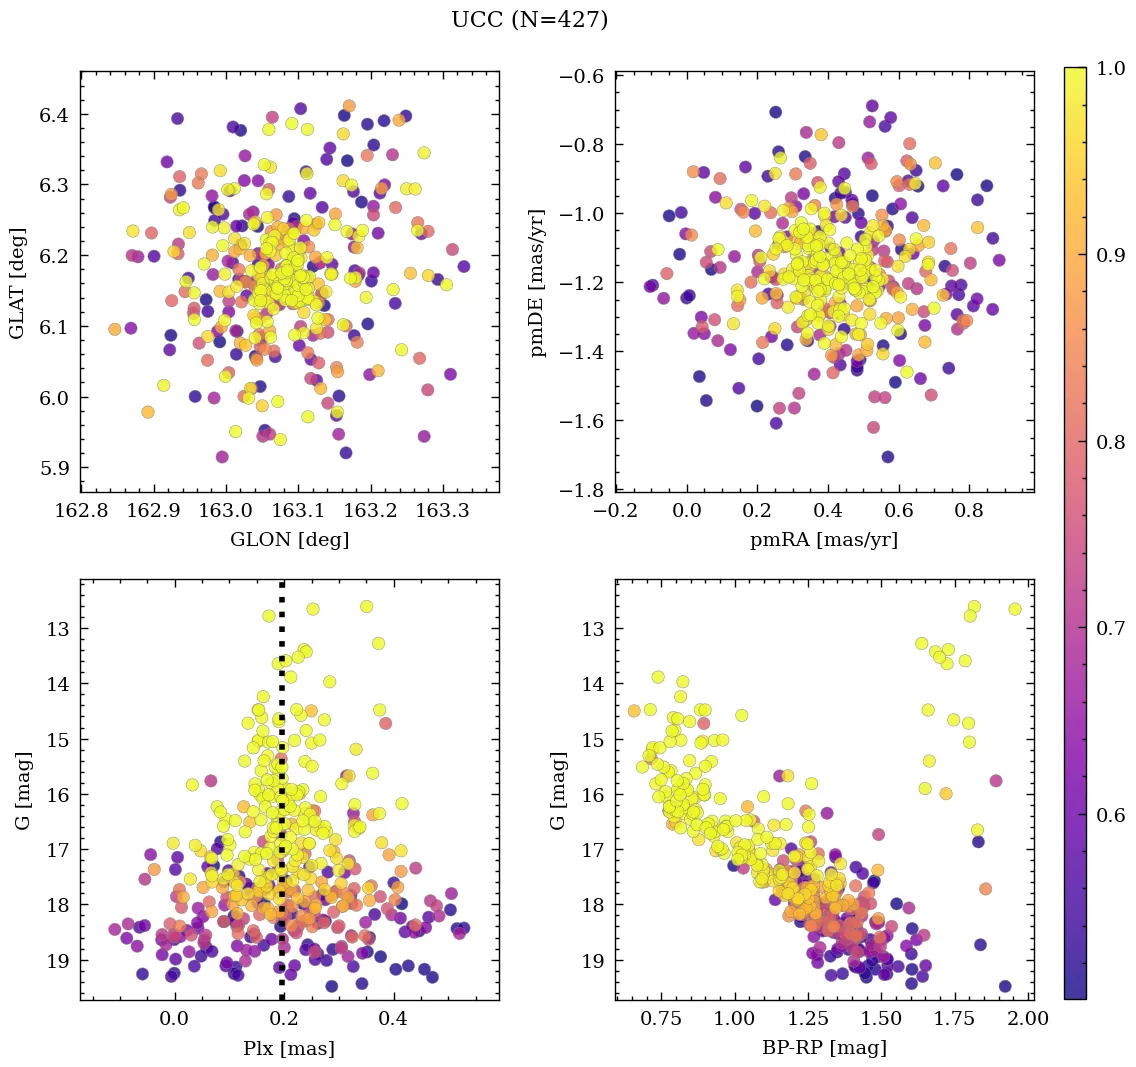 UCC (N=427)
6.4
6.3
6.2
6.1
6.0
5.9
GLAT [deg]
162.8 162.9 163.0 163.1 163.2 163.3
GLON [deg]
−0.6
−0.8
−1.0
−1.2
−1.4
−1.6
−1.8
pmDE [mas/yr]
−0.2 0.0 0.2 0.4 0.6 0.8
pmRA [mas/yr]
13
14
15
16
17
18
19
G [mag]
0.0 0.2 0.4
Plx [mas]
13
14
15
16
17
18
19
G [mag]
0.75 1.00 1.25 1.50 1.75 2.00
BP-RP [mag]
1.0
0.9
0.8
0.7
0.6